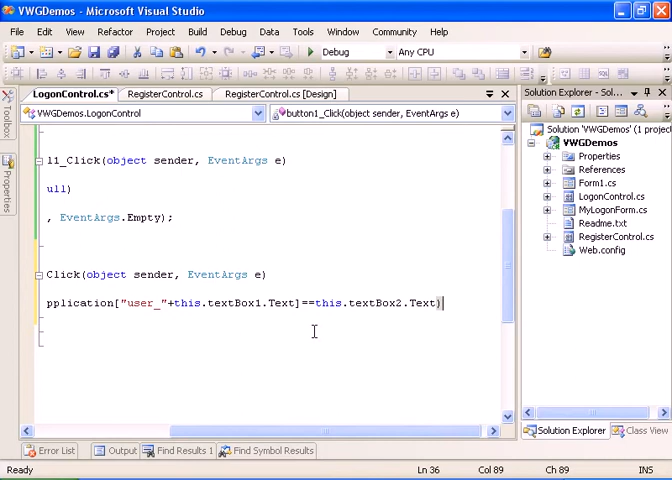 VWGDemos - Microsoft Visual Studio
File Edit View Refactor Project Build Debug Data Tools Window Community Help
Debug Any CPU
LogonControl.cs* RegisterControl.cs RegisterControl.cs [Design]
VWGDemos.LogonControl button1_Click(object sender, EventArgs e)
l1_Click(object sender, EventArgs e)
ull)
, EventArgs.Empty);
Click(object sender, EventArgs e)
pplication["user_"+this.textBox1.Text]==this.textBox2.Text)
Toolbox
Properties
Solution Explorer - Sol...
Solution 'VWGDemos' (1 project)
VWGDemos
Properties
References
Form1.cs
LogonControl.cs
MyLogonForm.cs
Readme.txt
RegisterControl.cs
Web.config
Solution Explorer Class View
Error List Output Find Results 1 Find Symbol Results
Ready Ln 36 Col 89 Ch 89 INS